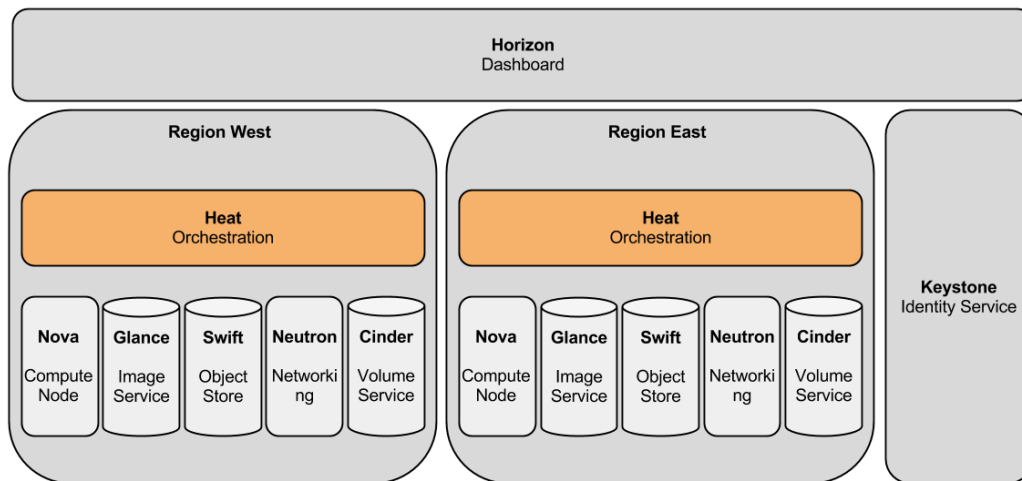 Horizon
Dashboard
Region West
Heat
Orchestration
Nova
Compute
Node
Glance
Image
Service
Swift
Object
Store
Neutron
Networki
ng
Cinder
Volume
Service
Region East
Heat
Orchestration
Nova
Compute
Node
Glance
Image
Service
Swift
Object
Store
Neutron
Networki
ng
Cinder
Volume
Service
Keystone
Identity Service